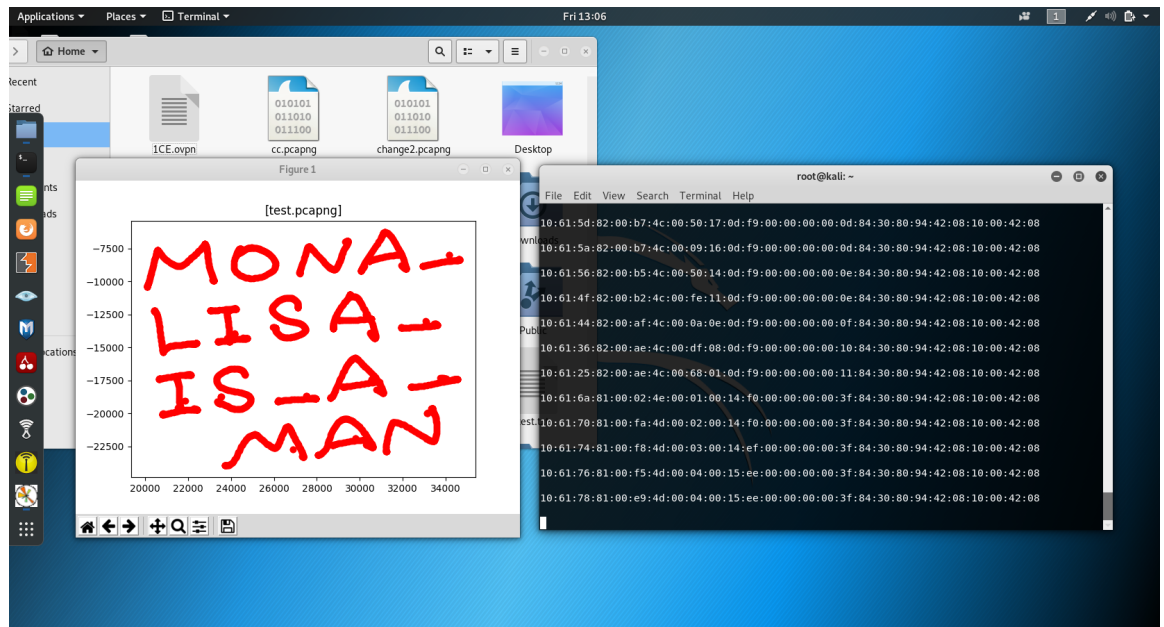 Applications Places Terminal Fri 13:06 1
Home
Recent
Starred
1CE.ovpn cc.pcapng change2.pcapng Desktop
Figure 1
[test.pcapng]
MONA_
LISA_
IS_A_
MAN
−7500
−10000
−12500
−15000
−17500
−20000
−22500
20000 22000 24000 26000 28000 30000 32000 34000
root@kali: ~
File Edit View Search Terminal Help
10:61:5d:82:00:b7:4c:00:50:17:0d:f9:00:00:00:00:0d:84:30:80:94:42:08:10:00:42:08
10:61:5a:82:00:b7:4c:00:09:16:0d:f9:00:00:00:00:0d:84:30:80:94:42:08:10:00:42:08
10:61:56:82:00:b5:4c:00:50:14:0d:f9:00:00:00:00:0e:84:30:80:94:42:08:10:00:42:08
10:61:4f:82:00:b2:4c:00:fe:11:0d:f9:00:00:00:00:0e:84:30:80:94:42:08:10:00:42:08
10:61:44:82:00:af:4c:00:0a:0e:0d:f9:00:00:00:00:0f:84:30:80:94:42:08:10:00:42:08
10:61:36:82:00:ae:4c:00:df:08:0d:f9:00:00:00:00:10:84:30:80:94:42:08:10:00:42:08
10:61:25:82:00:ae:4c:00:68:01:0d:f9:00:00:00:00:11:84:30:80:94:42:08:10:00:42:08
10:61:6a:81:00:02:4e:00:01:00:14:f0:00:00:00:00:3f:84:30:80:94:42:08:10:00:42:08
10:61:70:81:00:fa:4d:00:02:00:14:f0:00:00:00:00:3f:84:30:80:94:42:08:10:00:42:08
10:61:74:81:00:f8:4d:00:03:00:14:ef:00:00:00:00:3f:84:30:80:94:42:08:10:00:42:08
10:61:76:81:00:f5:4d:00:04:00:15:ee:00:00:00:00:3f:84:30:80:94:42:08:10:00:42:08
10:61:78:81:00:e9:4d:00:04:00:15:ee:00:00:00:00:3f:84:30:80:94:42:08:10:00:42:08